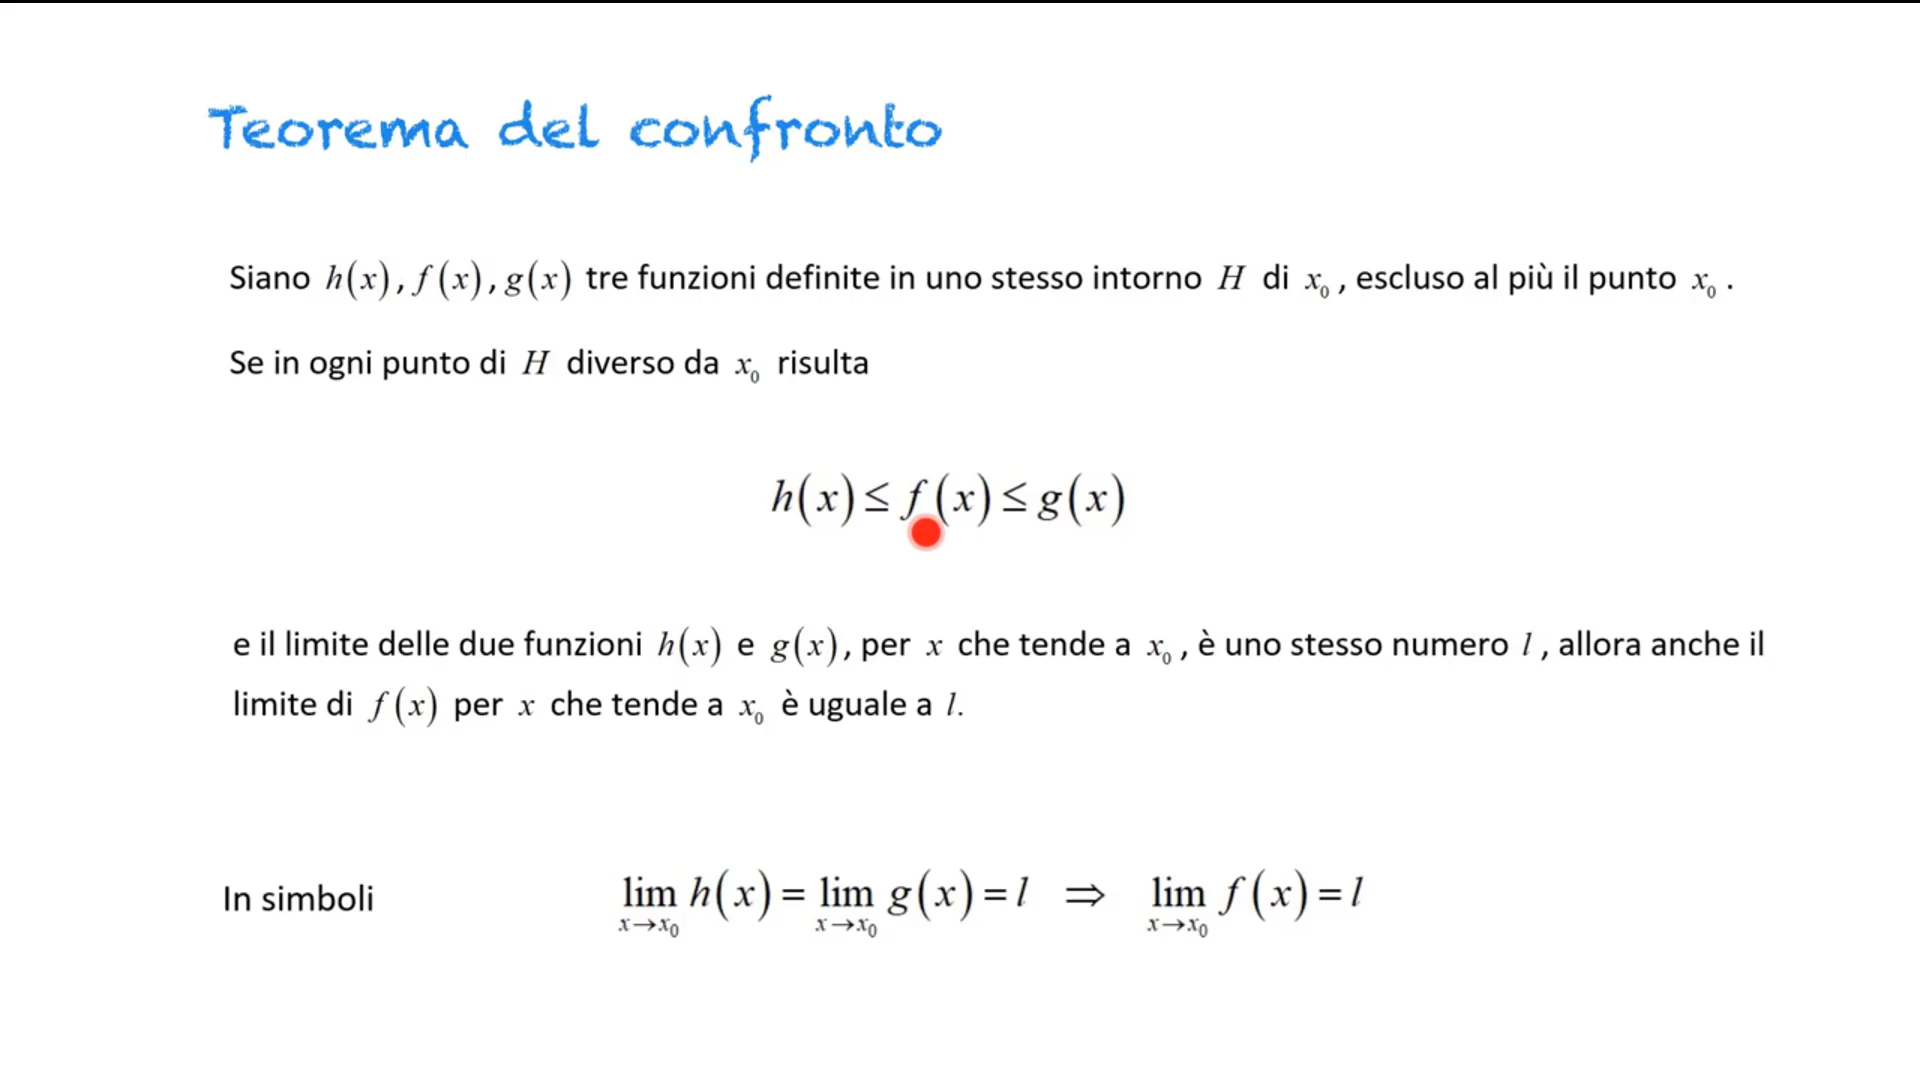 Teorema del confronto
Siano h(x), f(x), g(x) tre funzioni definite in uno stesso intorno H di x₀, escluso al più il punto x₀.
Se in ogni punto di H diverso da x₀ risulta
h(x) ≤ f(x) ≤ g(x)
e il limite delle due funzioni h(x) e g(x), per x che tende a x₀, è uno stesso numero l, allora anche il
limite di f(x) per x che tende a x₀ è uguale a l.
In simboli lim_{x→x₀} h(x) = lim_{x→x₀} g(x) = l ⇒ lim_{x→x₀} f(x) = l